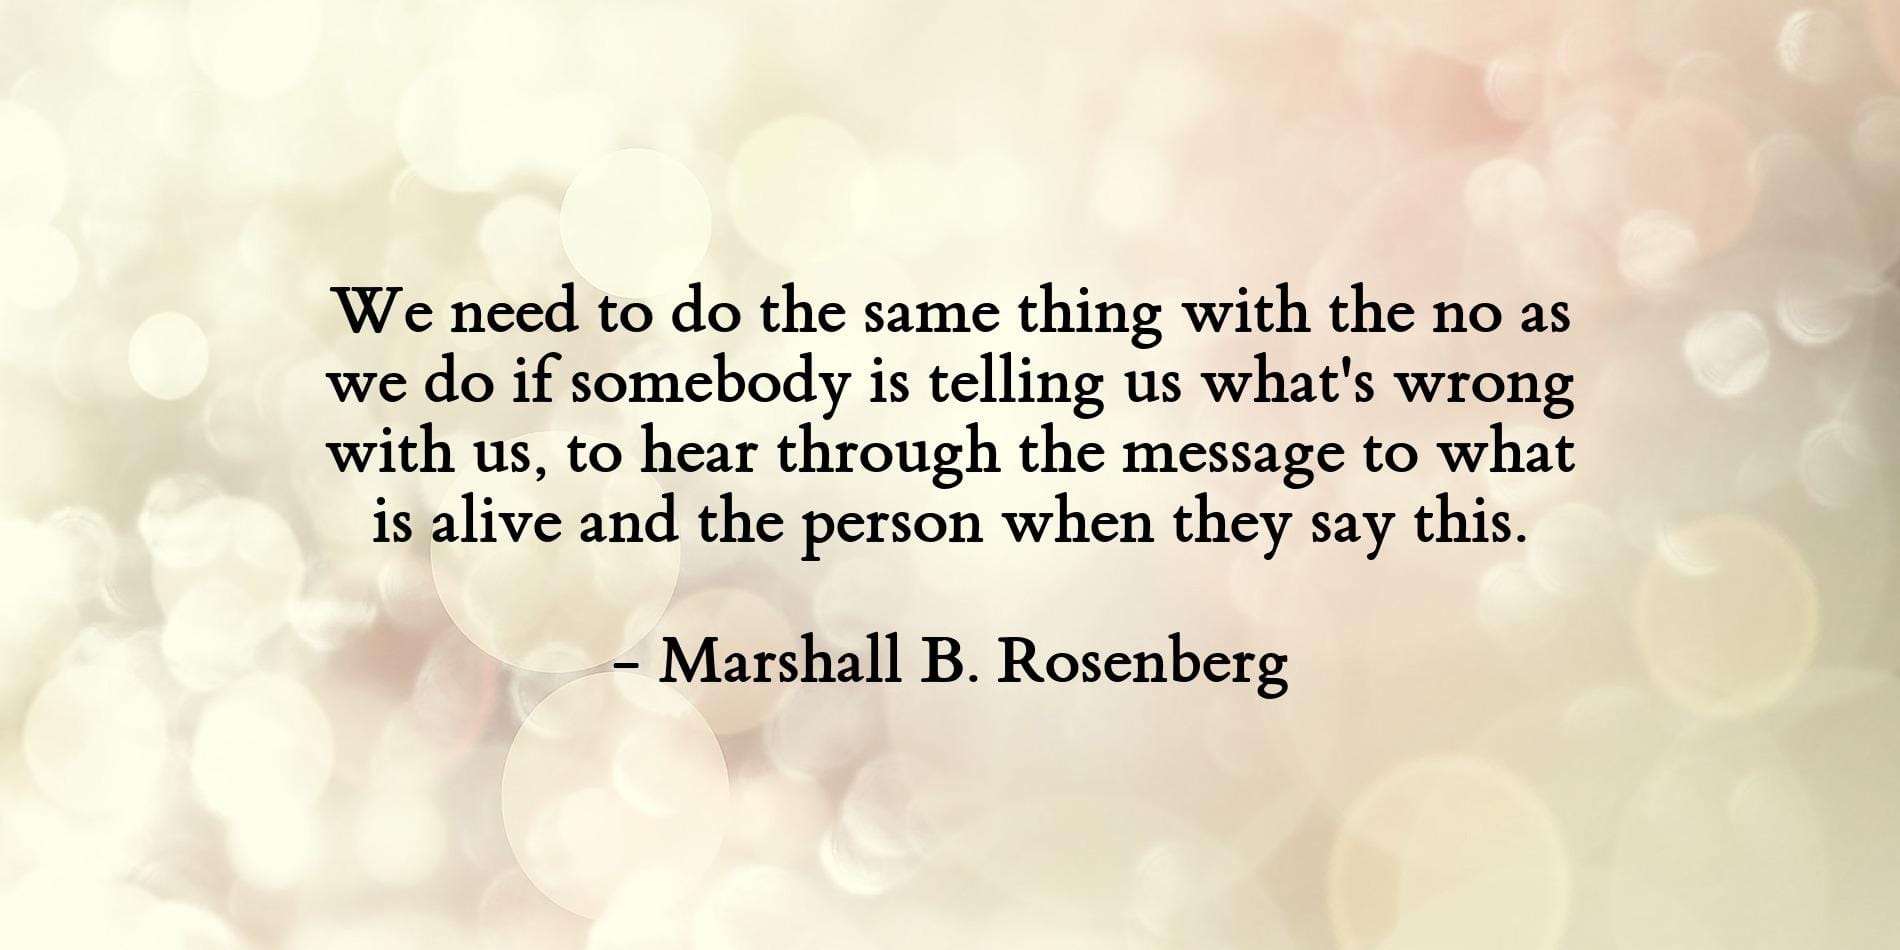 We need to do the same thing with the no as
we do if somebody is telling us what's wrong
with us, to hear through the message to what
is alive and the person when they say this.
- Marshall B. Rosenberg